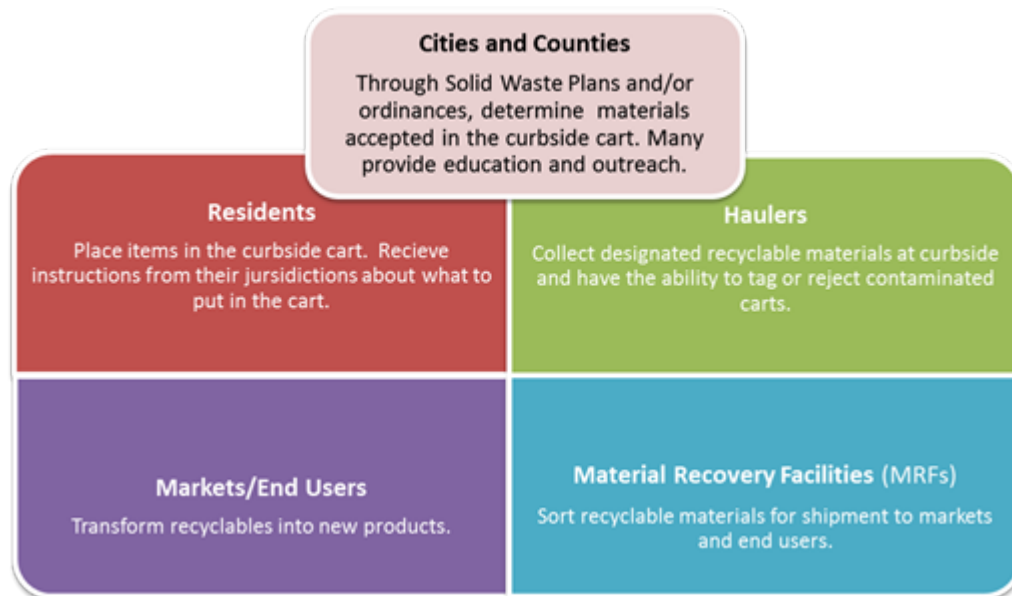 Cities and Counties
Through Solid Waste Plans and/or
ordinances, determine materials
accepted in the curbside cart. Many
provide education and outreach.
Residents
Place items in the curbside cart. Recieve
instructions from their jursidictions about what to
put in the cart.
Haulers
Collect designated recyclable materials at curbside
and have the ability to tag or reject contaminated
carts.
Markets/End Users
Transform recyclables into new products.
Material Recovery Facilities (MRFs)
Sort recyclable materials for shipment to markets
and end users.